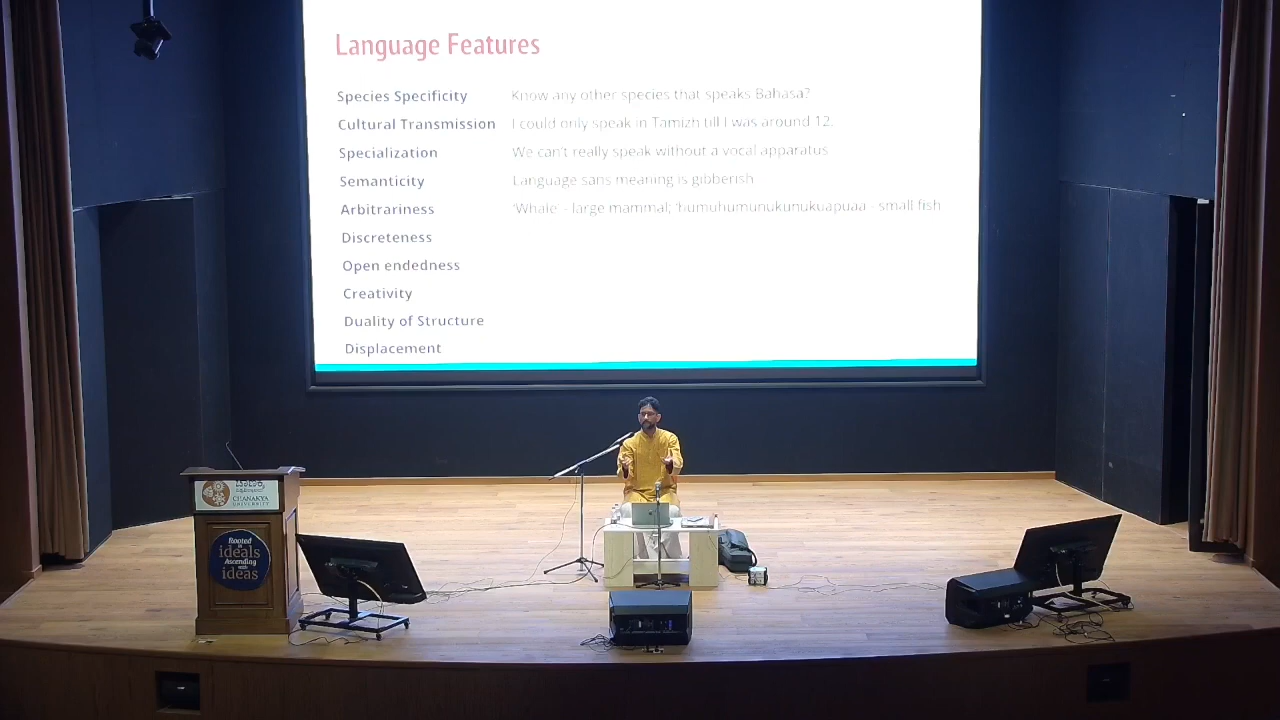 Language Features
Species Specificity Know any other species that speaks Bahasa?
Cultural Transmission I could only speak in Tamizh till I was around 12.
Specialization We can't really speak without a vocal apparatus
Semanticity Language sans meaning is gibberish
Arbitrariness 'Whale' - large mammal; 'humuhumunukunukuapuaa - small fish
Discreteness
Open endedness
Creativity
Duality of Structure
Displacement
ಚಾಣಕ್ಯ
CHANAKYA
UNIVERSITY
Rooted
in
ideals
Ascending
with
ideas